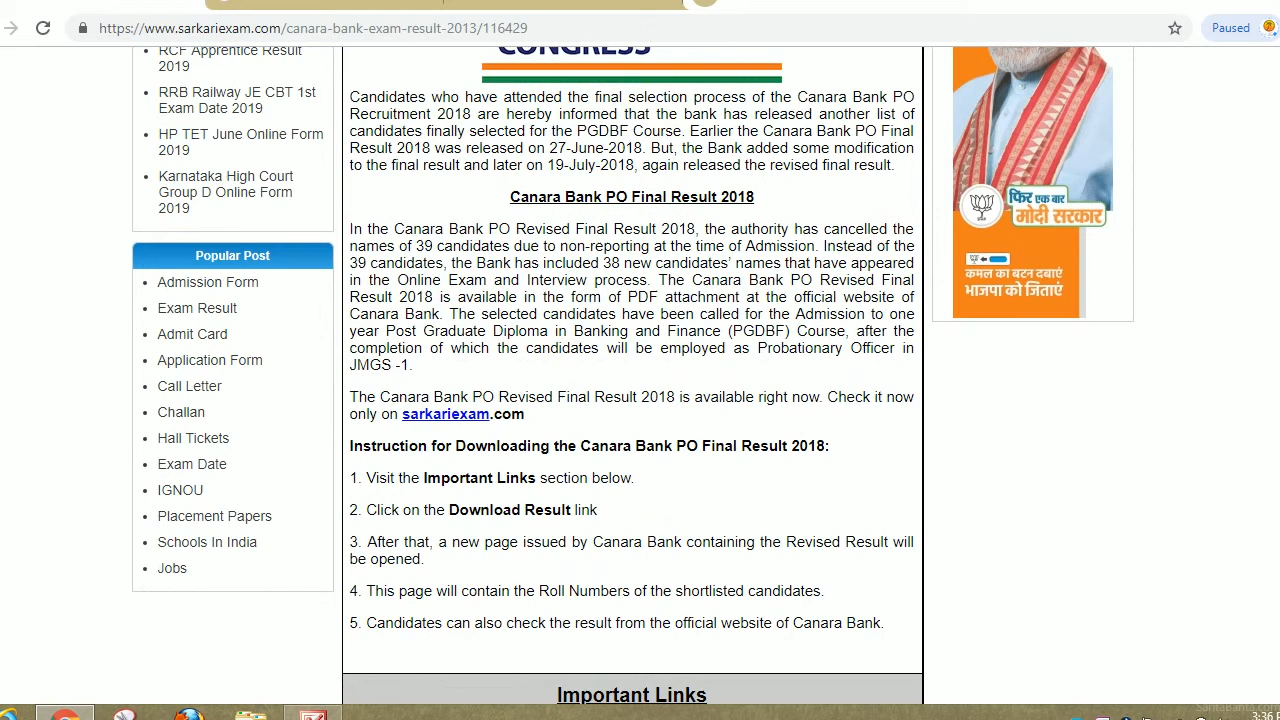 https://www.sarkariexam.com/canara-bank-exam-result-2013/116429
Paused
RCF Apprentice Result
2019
RRB Railway JE CBT 1st
Exam Date 2019
HP TET June Online Form
2019
Karnataka High Court
Group D Online Form
2019
Popular Post
Admission Form
Exam Result
Admit Card
Application Form
Call Letter
Challan
Hall Tickets
Exam Date
IGNOU
Placement Papers
Schools In India
Jobs
CONGRESS
Candidates who have attended the final selection process of the Canara Bank PO
Recruitment 2018 are hereby informed that the bank has released another list of
candidates finally selected for the PGDBF Course. Earlier the Canara Bank PO Final
Result 2018 was released on 27-June-2018. But, the Bank added some modification
to the final result and later on 19-July-2018, again released the revised final result.
Canara Bank PO Final Result 2018
In the Canara Bank PO Revised Final Result 2018, the authority has cancelled the
names of 39 candidates due to non-reporting at the time of Admission. Instead of the
39 candidates, the Bank has included 38 new candidates’ names that have appeared
in the Online Exam and Interview process. The Canara Bank PO Revised Final
Result 2018 is available in the form of PDF attachment at the official website of
Canara Bank. The selected candidates have been called for the Admission to one
year Post Graduate Diploma in Banking and Finance (PGDBF) Course, after the
completion of which the candidates will be employed as Probationary Officer in
JMGS -1.
The Canara Bank PO Revised Final Result 2018 is available right now. Check it now
only on sarkariexam.com
Instruction for Downloading the Canara Bank PO Final Result 2018:
1. Visit the Important Links section below.
2. Click on the Download Result link
3. After that, a new page issued by Canara Bank containing the Revised Result will
be opened.
4. This page will contain the Roll Numbers of the shortlisted candidates.
5. Candidates can also check the result from the official website of Canara Bank.
Important Links
फिर एक बार
मोदी सरकार
कमल का बटन दबाएं
भाजपा को जिताएं
SantaBanta.com
3:36